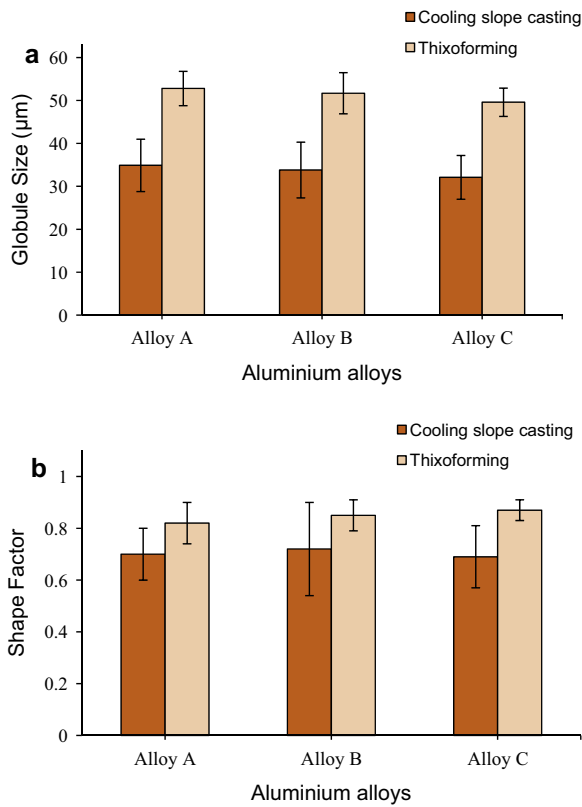 Cooling slope casting
Thixoforming
a
Globule Size (μm)
60
50
40
30
20
10
0
Alloy A
Alloy B
Alloy C
Aluminium alloys
Cooling slope casting
Thixoforming
b
Shape Factor
1
0.8
0.6
0.4
0.2
0
Alloy A
Alloy B
Alloy C
Aluminium alloys